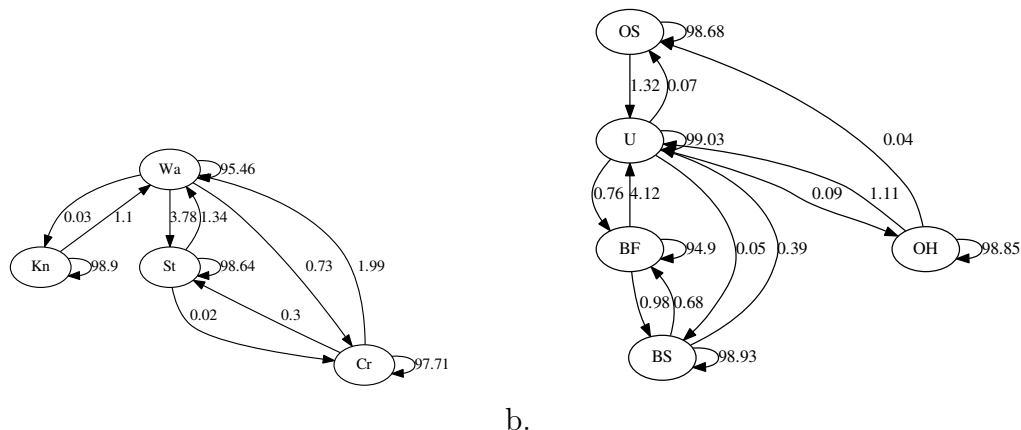 OS 98.68
1.32 0.07
U 99.03
0.04
Wa 95.46
0.76 4.12
0.09 1.11
0.03 1.1 3.78 1.34
BF 94.9 0.05 0.39 OH 98.85
Kn 98.9 St 98.64 0.73 1.99
0.98 0.68
0.02 0.3
BS 98.93
Cr 97.71
b.